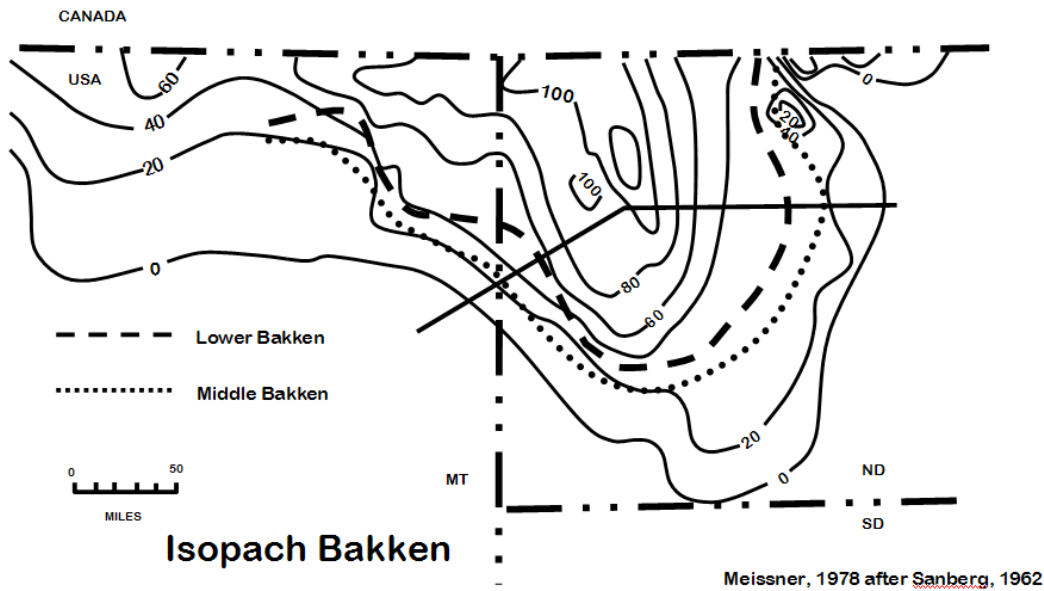 CANADA
USA
60
100
0
20
40
40
20
100
0
80
60
Lower Bakken
Middle Bakken
20
0
0 50
MILES
MT
ND
SD
Isopach Bakken
Meissner, 1978 after Sanberg, 1962